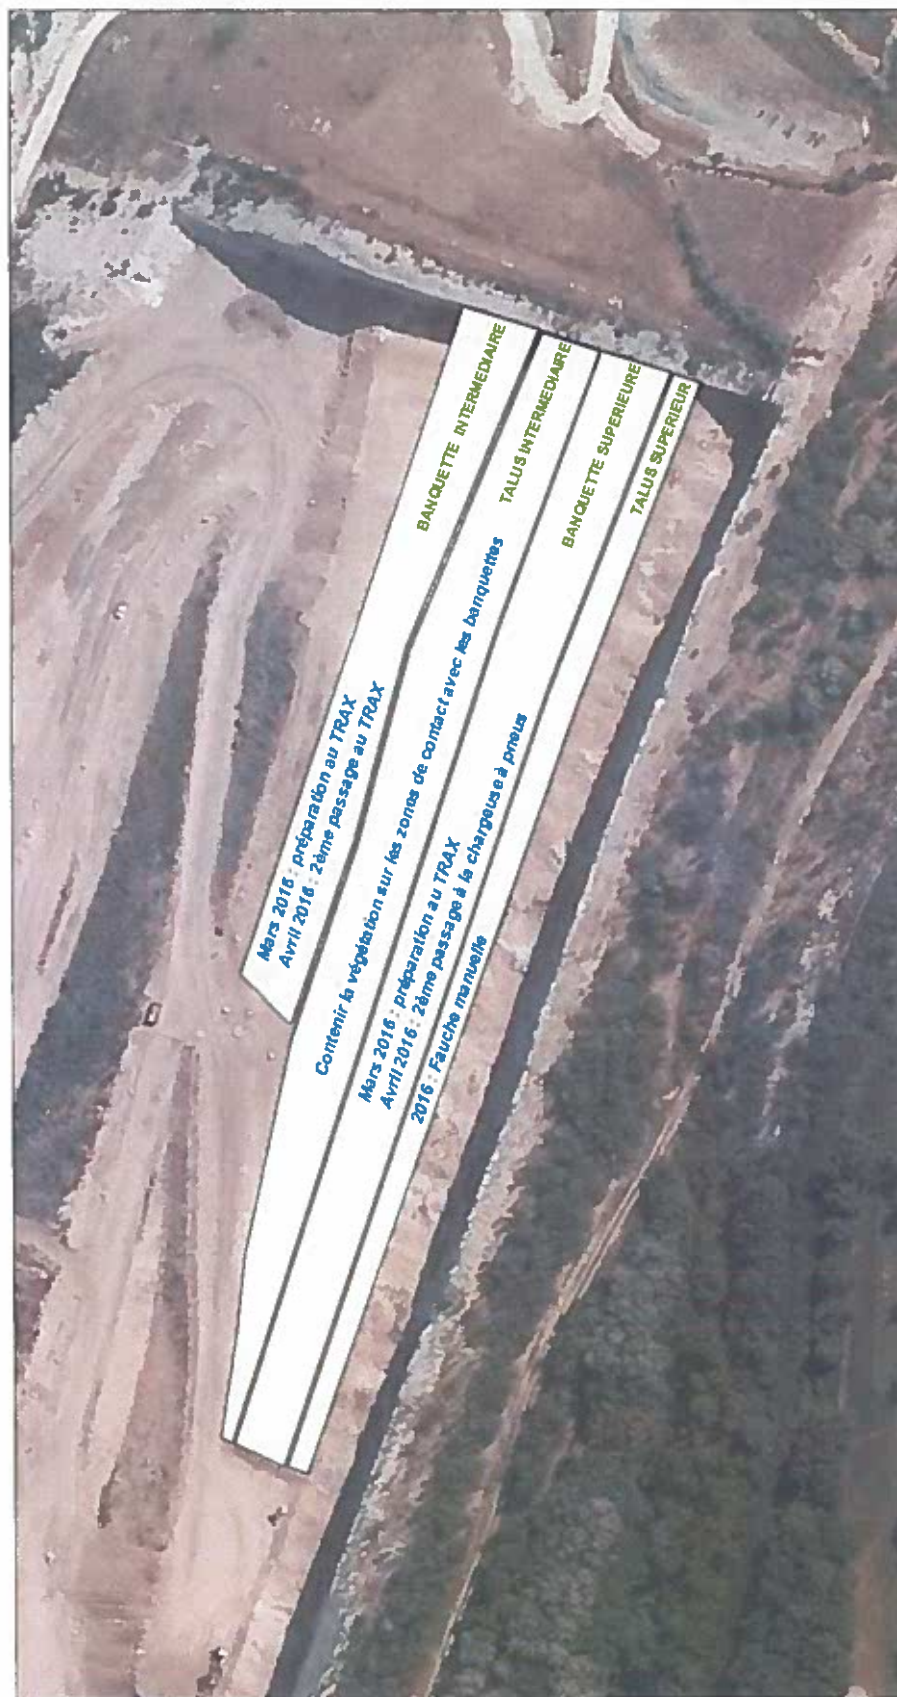 BANQUETTE INTERMEDIAIRE
TALUS INTERMEDIAIRE
BANQUETTE SUPERIEURE
TALUS SUPERIEUR
Mars 2016 : préparation au TRAX
Avril 2016 : 2ème passage au TRAX
Contenir la végétation sur les zones de contact avec les banquettes
Mars 2016 : préparation au TRAX
Avril 2016 : 2ème passage à la chargeuse à pneus
2016 : Fauche manuelle